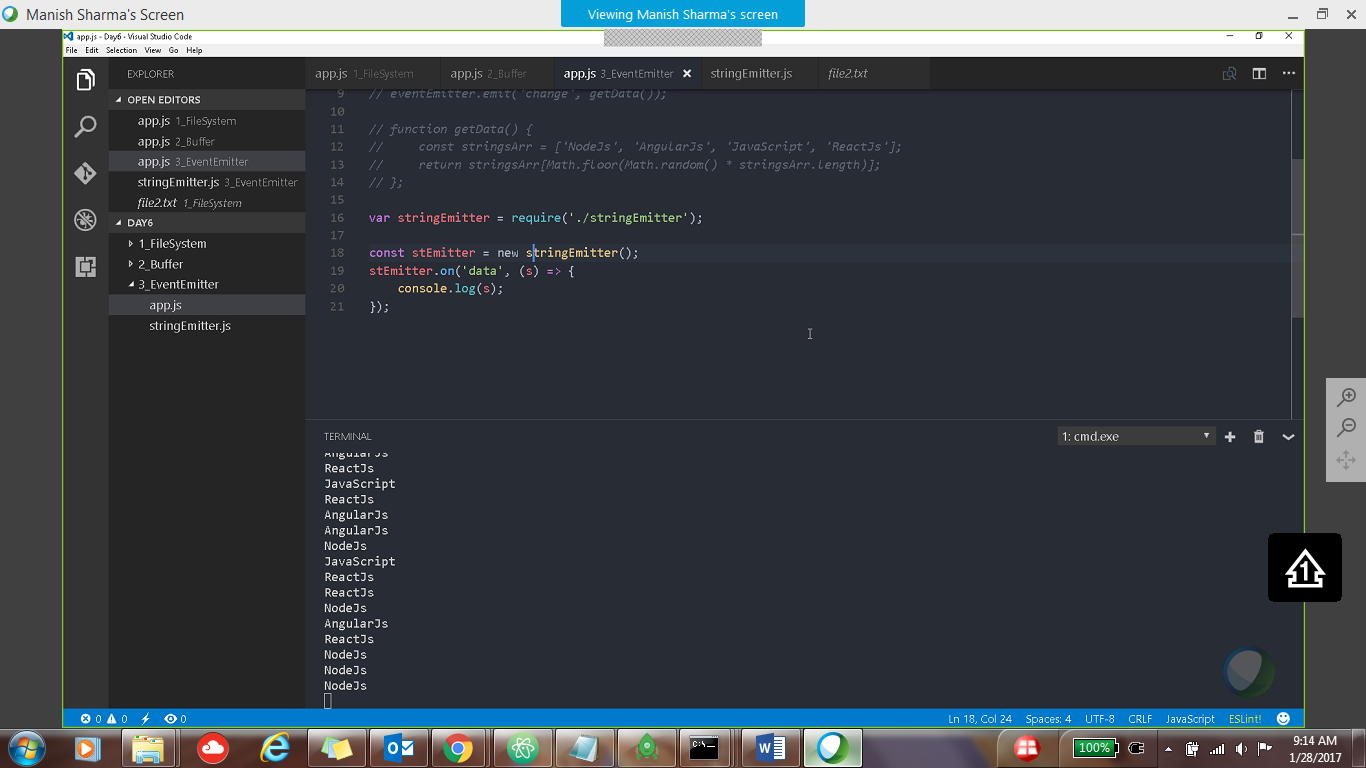 Manish Sharma's Screen
Viewing Manish Sharma's screen
app.js - Day6 - Visual Studio Code
File Edit Selection View Go Help
EXPLORER
OPEN EDITORS
app.js 1_FileSystem
app.js 2_Buffer
app.js 3_EventEmitter
stringEmitter.js 3_EventEmitter
file2.txt 1_FileSystem
DAY6
1_FileSystem
2_Buffer
3_EventEmitter
app.js
stringEmitter.js
app.js 1_FileSystem app.js 2_Buffer app.js 3_EventEmitter stringEmitter.js file2.txt
9 // eventEmitter.emit('change', getData());
10
11 // function getData() {
12 //     const stringsArr = ['NodeJs', 'AngularJs', 'JavaScript', 'ReactJs'];
13 //     return stringsArr[Math.floor(Math.random() * stringsArr.length)];
14 // };
15
16 var stringEmitter = require('./stringEmitter');
17
18 const stEmitter = new stringEmitter();
19 stEmitter.on('data', (s) => {
20     console.log(s);
21 });
TERMINAL
1: cmd.exe
AngularJs
ReactJs
JavaScript
ReactJs
AngularJs
AngularJs
NodeJs
JavaScript
ReactJs
ReactJs
NodeJs
AngularJs
ReactJs
NodeJs
NodeJs
NodeJs
1
0 0 0
Ln 18, Col 24 Spaces: 4 UTF-8 CRLF JavaScript ESLint!
C:\
100%
9:14 AM
1/28/2017